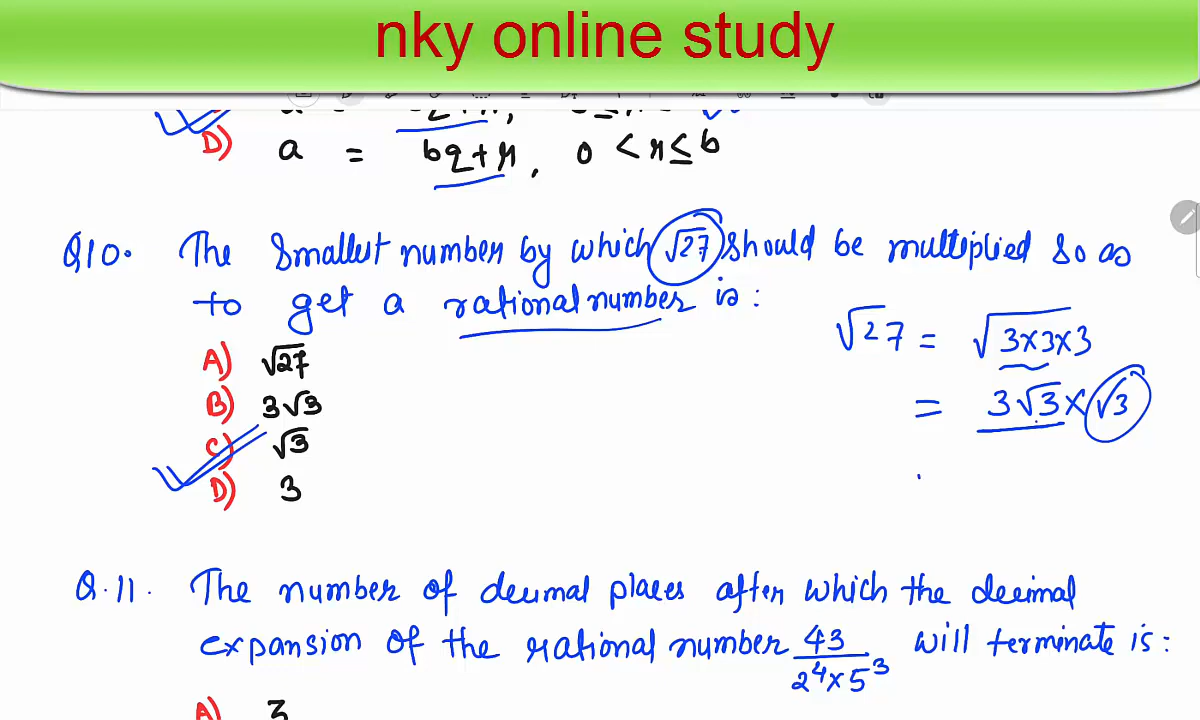 nky online study
D) a = bq+r, 0 < r ≤ b
Q10. The Smallest number by which √27 should be multiplied so as
to get a rational number is:
A) √27
B) 3√3
C) √3
D) 3
√27 = √3×3×3
= 3√3 × √3
Q.11. The number of decimal places after which the decimal
expansion of the rational number 43/2⁴×5³ will terminate is:
A) 3